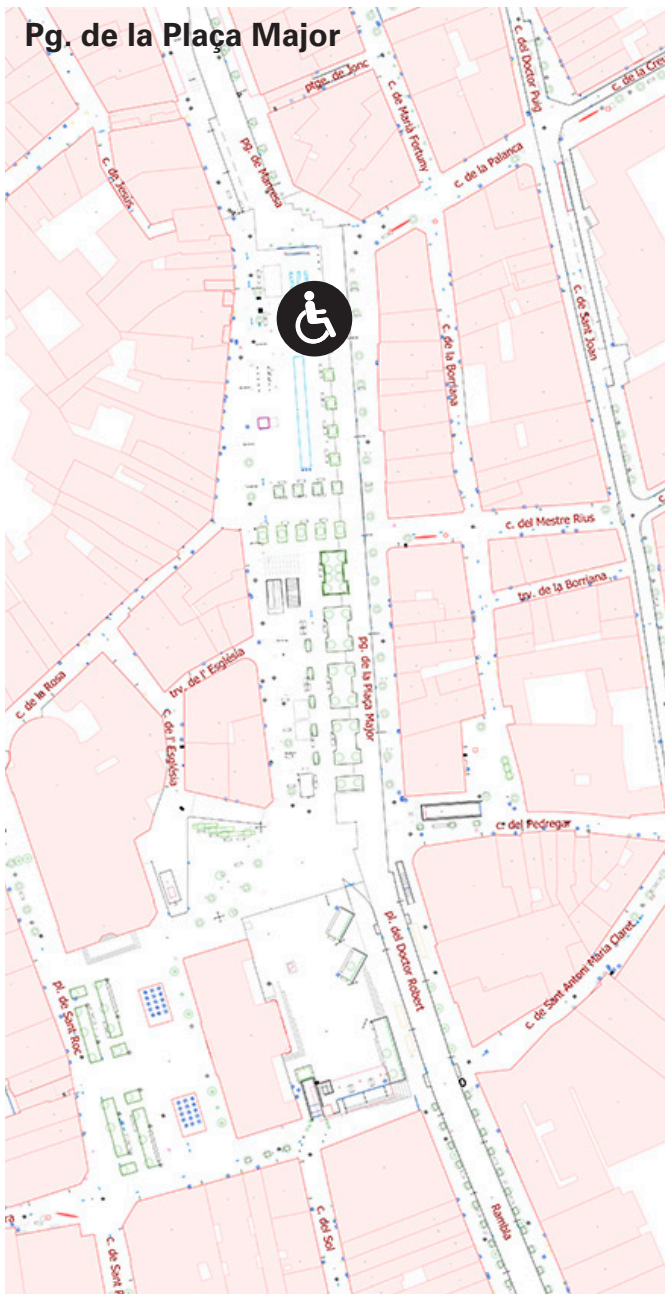 Pg. de la Plaça Major
ptge. de Jonc
c. del Doctor Puig
c. de la Creu
c. de Marià Fortuny
c. de Jesús
pg. de Manresa
c. de la Palanca
c. de Sant Joan
c. de la Borriana
c. del Mestre Rius
trv. de la Borriana
trv. de l' Església
c. de la Rosa
pg. de la Plaça Major
c. de l' Església
c. del Pedregar
pl. del Doctor Robert
c. de Sant Antoni Maria Claret
pl. de Sant Roc
c. del Sol
Rambla
c. de Sant